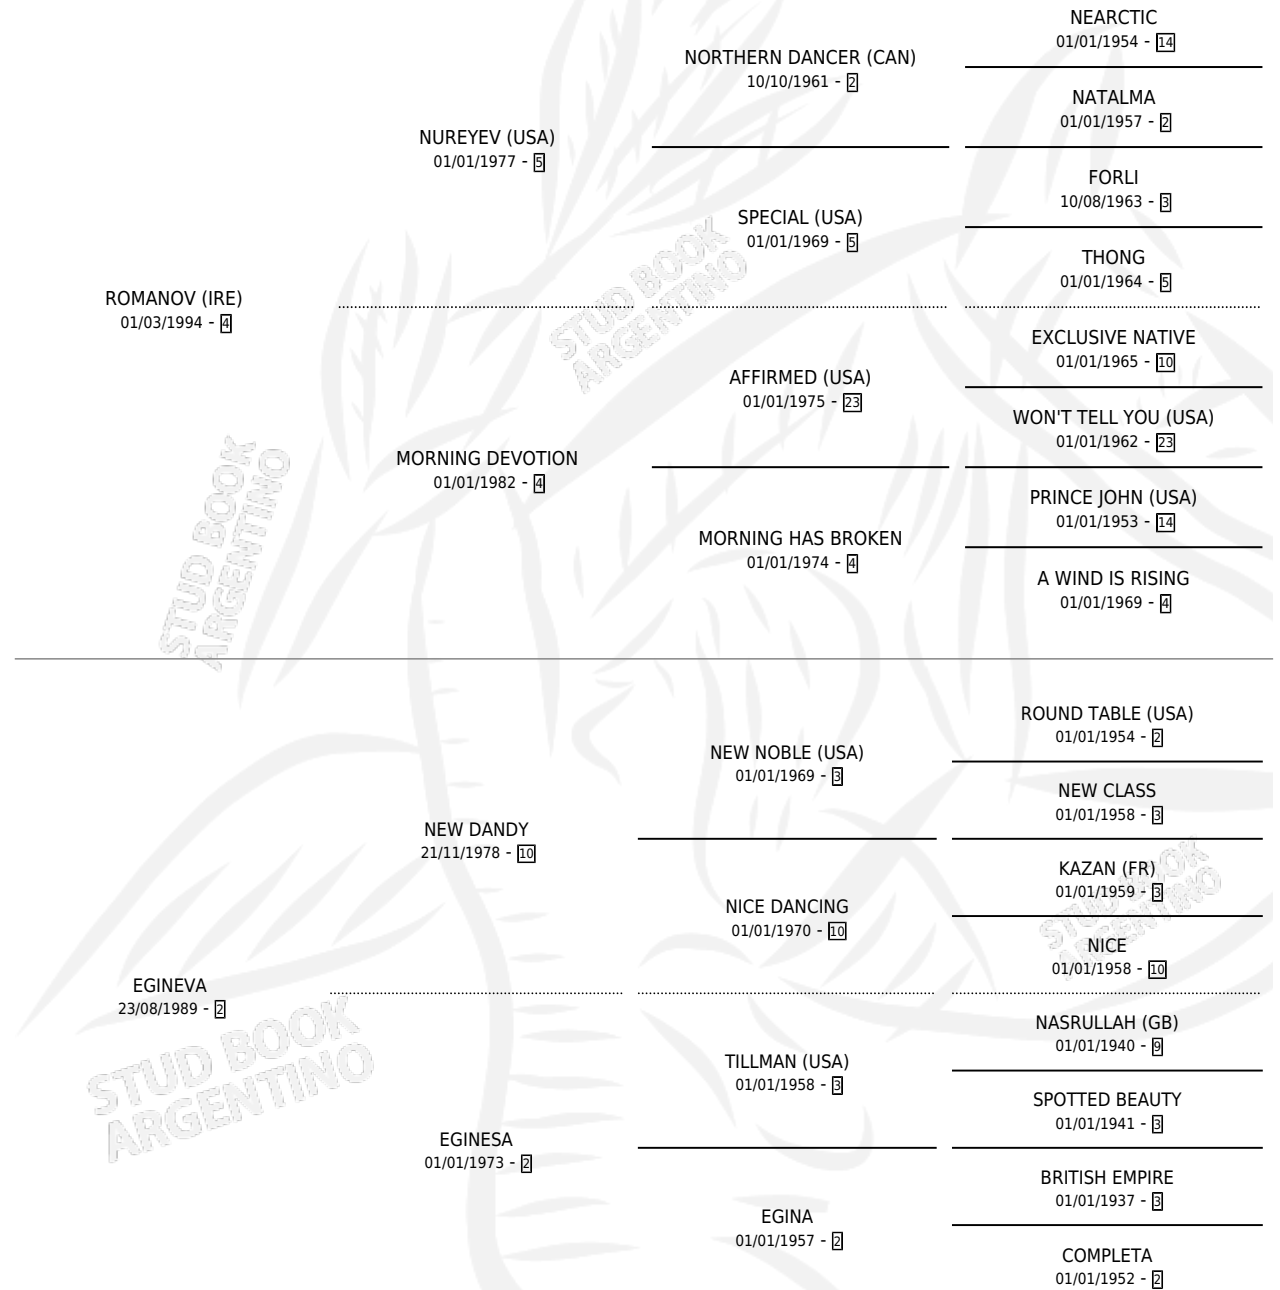 NEARCTIC
01/01/1954 - 14
NORTHERN DANCER (CAN)
10/10/1961 - 2
NATALMA
01/01/1957 - 2
NUREYEV (USA)
01/01/1977 - 5
FORLI
10/08/1963 - 3
SPECIAL (USA)
01/01/1969 - 5
THONG
01/01/1964 - 5
ROMANOV (IRE)
01/03/1994 - 4
STUD BOOK
ARGENTINO
EXCLUSIVE NATIVE
01/01/1965 - 10
AFFIRMED (USA)
01/01/1975 - 23
WON'T TELL YOU (USA)
01/01/1962 - 23
MORNING DEVOTION
01/01/1982 - 4
PRINCE JOHN (USA)
01/01/1953 - 14
MORNING HAS BROKEN
01/01/1974 - 4
A WIND IS RISING
01/01/1969 - 4
STUD BOOK
ARGENTINO
ROUND TABLE (USA)
01/01/1954 - 2
NEW NOBLE (USA)
01/01/1969 - 3
NEW CLASS
01/01/1958 - 3
NEW DANDY
21/11/1978 - 10
KAZAN (FR)
01/01/1959 - 3
NICE DANCING
01/01/1970 - 10
NICE
01/01/1958 - 10
STUD BOOK
ARGENTINO
EGINEVA
23/08/1989 - 2
NASRULLAH (GB)
01/01/1940 - 9
TILLMAN (USA)
01/01/1958 - 3
SPOTTED BEAUTY
01/01/1941 - 3
STUD BOOK
ARGENTINO
EGINESA
01/01/1973 - 2
BRITISH EMPIRE
01/01/1937 - 3
EGINA
01/01/1957 - 2
COMPLETA
01/01/1952 - 2